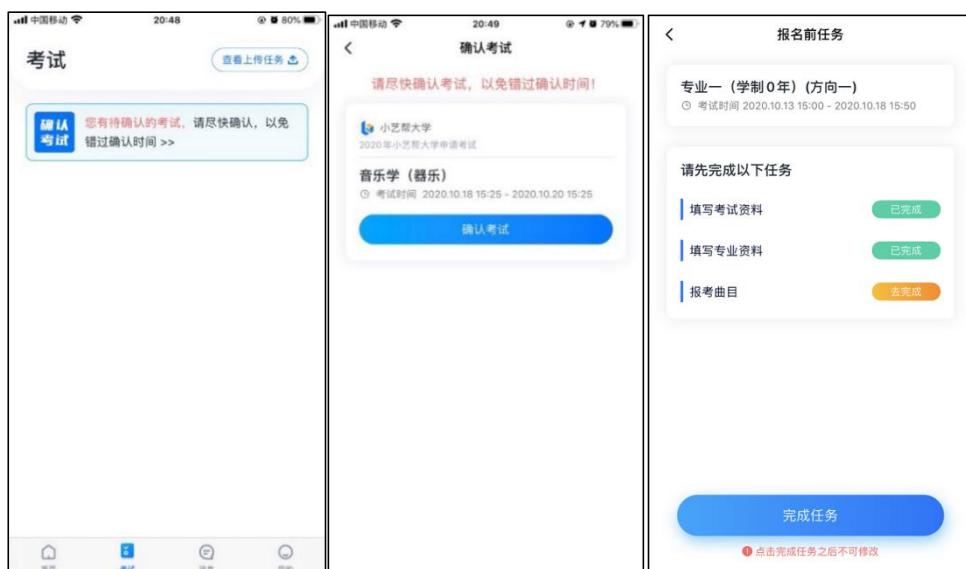 中国移动 20:48 80%
考试
查看上传任务
确认
考试
您有待确认的考试，请尽快确认，以免
错过确认时间 >>
考试
中国移动 20:49 79%
确认考试
请尽快确认考试，以免错过确认时间！
小艺帮大学
2020年小艺帮大学申请考试
音乐学（器乐）
考试时间 2020.10.18 15:25 - 2020.10.20 15:25
确认考试
报名前任务
专业一（学制0年）(方向一)
考试时间 2020.10.13 15:00 - 2020.10.18 15:50
请先完成以下任务
填写考试资料 已完成
填写专业资料 已完成
报考曲目 去完成
完成任务
点击完成任务之后不可修改